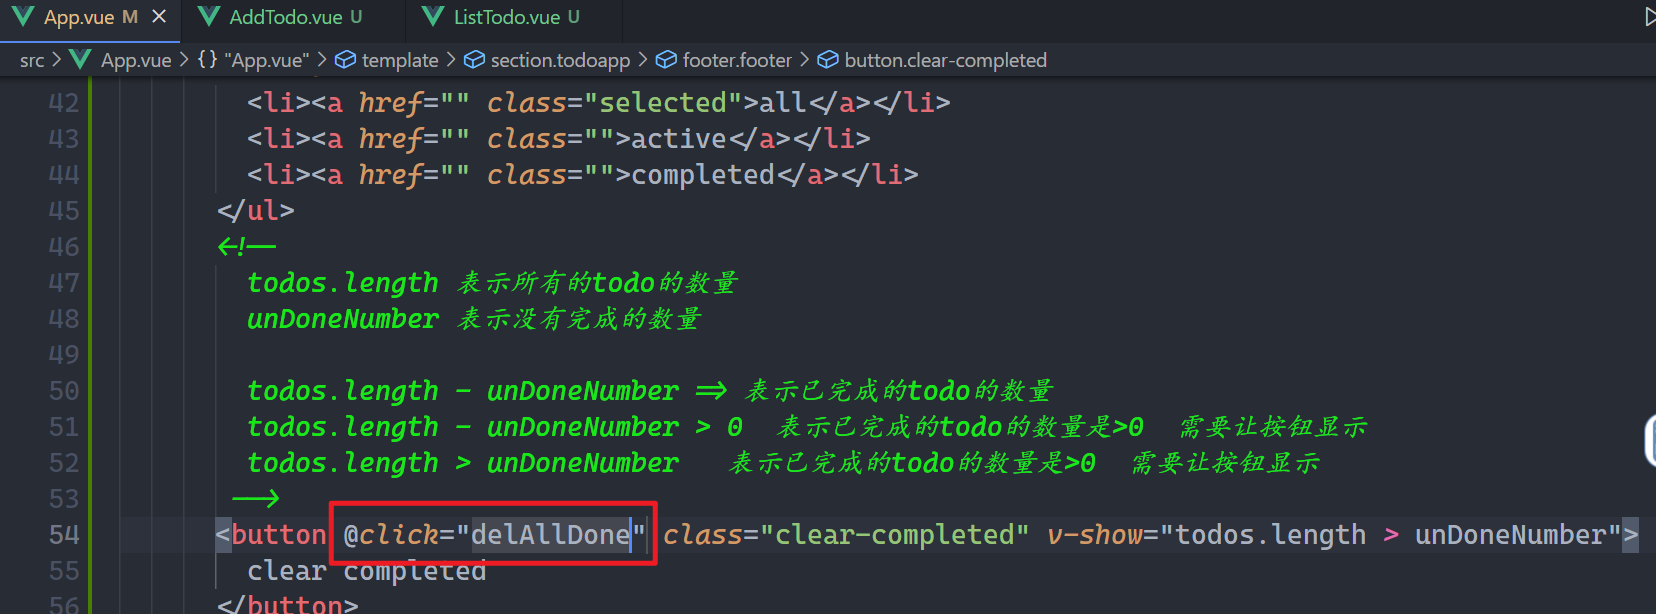 App.vue M × AddTodo.vue U ListTodo.vue U
src > App.vue > {} "App.vue" > template > section.todoapp > footer.footer > button.clear-completed
42 <li><a href="" class="selected">all</a></li>
43 <li><a href="" class="">active</a></li>
44 <li><a href="" class="">completed</a></li>
45 </ul>
46 <!--
47 todos.length 表示所有的todo的数量
48 unDoneNumber 表示没有完成的数量
49
50 todos.length - unDoneNumber => 表示已完成的todo的数量
51 todos.length - unDoneNumber > 0 表示已完成的todo的数量是>0 需要让按钮显示
52 todos.length > unDoneNumber 表示已完成的todo的数量是>0 需要让按钮显示
53 -->
54 <button @click="delAllDone" class="clear-completed" v-show="todos.length > unDoneNumber">
55 clear completed
56 </button>